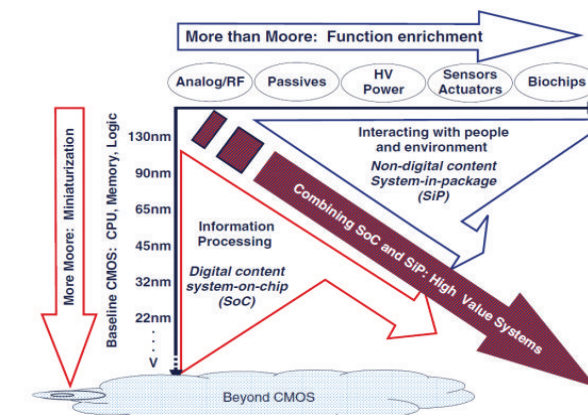 More than Moore: Function enrichment
Analog/RF
Passives
HV
Power
Sensors
Actuators
Biochips
More Moore: Miniaturization
Baseline CMOS: CPU, Memory, Logic
130nm
90nm
65nm
45nm
32nm
22nm
V
Interacting with people
and environment
Non-digital content
System-in-package
(SiP)
Combining SoC and SiP: High Value Systems
Information
Processing
Digital content
system-on-chip
(SoC)
Beyond CMOS